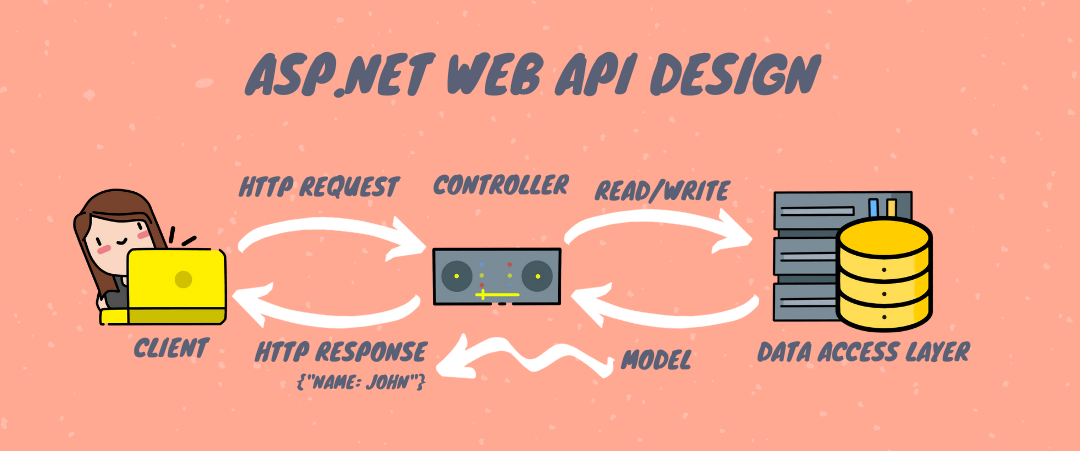 ASP.NET WEB API DESIGN
HTTP REQUEST
CONTROLLER
READ/WRITE
CLIENT
HTTP RESPONSE
{"NAME: JOHN"}
MODEL
DATA ACCESS LAYER